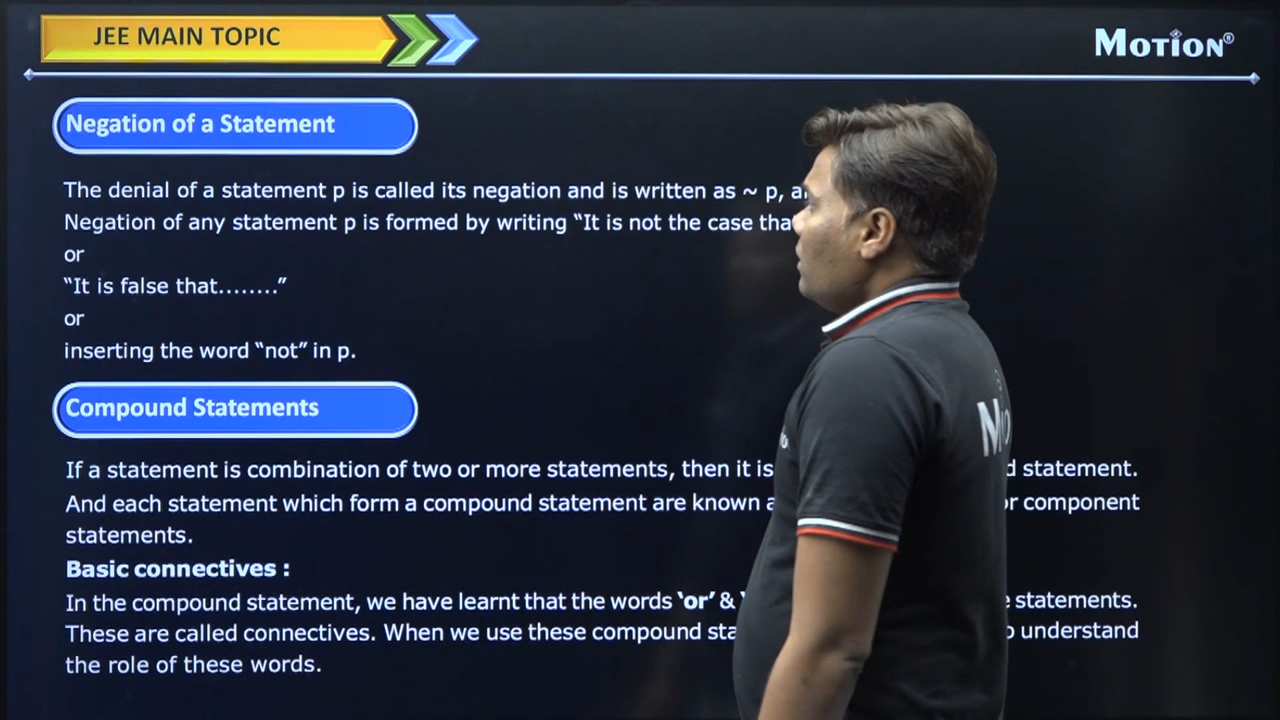 JEE MAIN TOPIC
MOTION®
Negation of a Statement
The denial of a statement p is called its negation and is written as ~ p,
Negation of any statement p is formed by writing “It is not the case
or
“It is false that........”
or
inserting the word “not” in p.
Compound Statements
If a statement is combination of two or more statements, then it is statement.
And each statement which form a compound statement are known component
statements.
Basic connectives :
In the compound statement, we have learnt that the words ‘or’ & statements.
These are called connectives. When we use these compound understand
the role of these words.